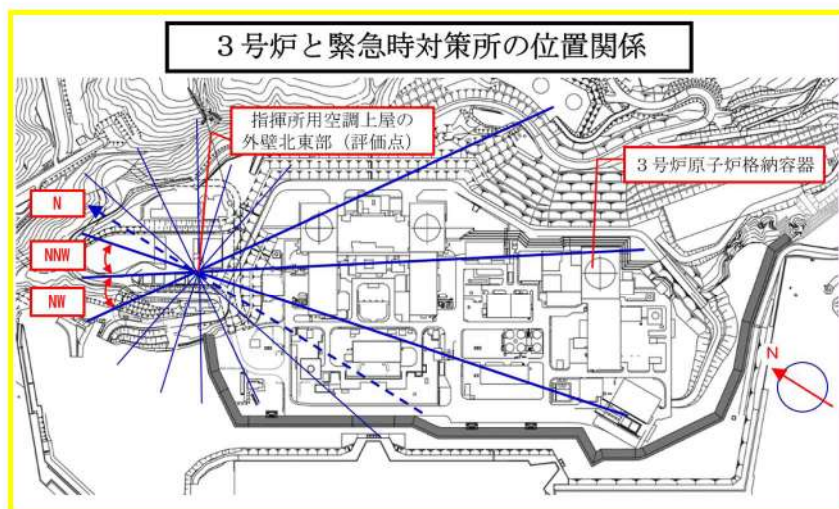 3号炉と緊急時対策所の位置関係
指揮所用空調上屋の
外壁北東部(評価点)
3号炉原子炉格納容器
N
NNW
NW
N